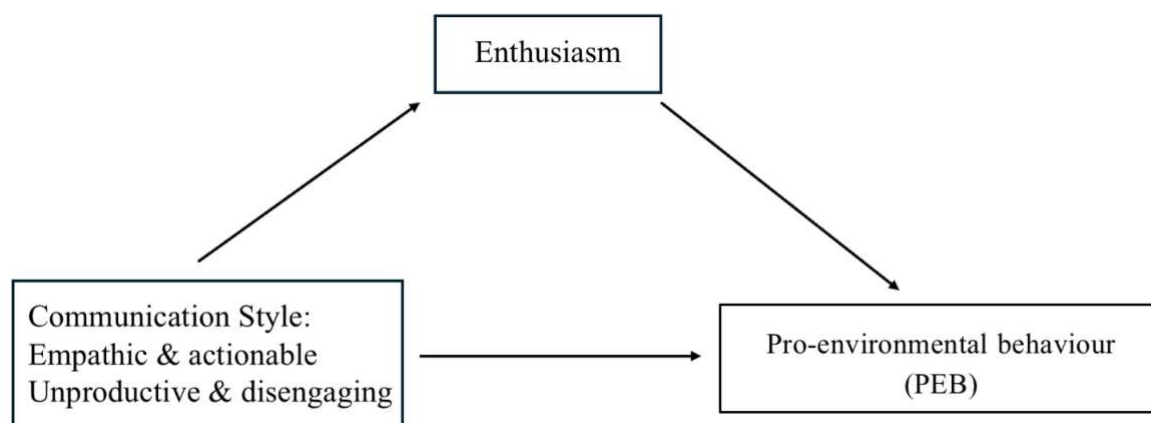 Enthusiasm
Communication Style:
Empathic & actionable
Unproductive & disengaging
Pro-environmental behaviour
(PEB)